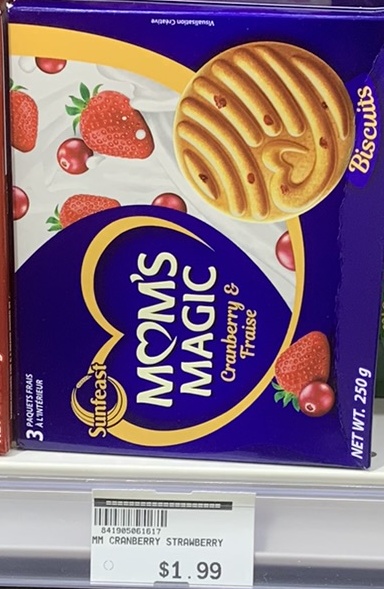 Visualisation Créative
Biscuits
Sunfeast
MOM'S
MAGIC
Cranberry &
Fraise
3 PAQUETS FRAIS
À L'INTÉRIEUR
NET WT. 250 g
841905061617
MM CRANBERRY STRAWBERRY
$1.99